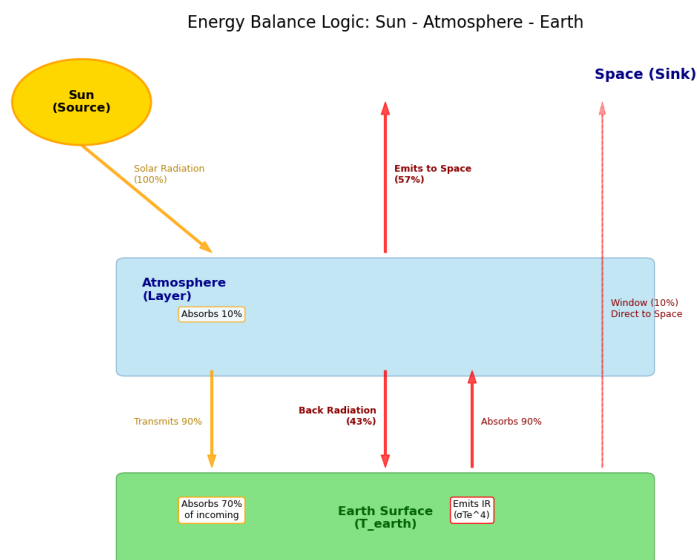 Energy Balance Logic: Sun - Atmosphere - Earth
Space (Sink)
Sun
(Source)
Solar Radiation
(100%)
Emits to Space
(57%)
Atmosphere
(Layer)
Absorbs 10%
Window (10%)
Direct to Space
Transmits 90%
Back Radiation
(43%)
Absorbs 90%
Absorbs 70%
of incoming
Earth Surface
(T_earth)
Emits IR
(σTe^4)